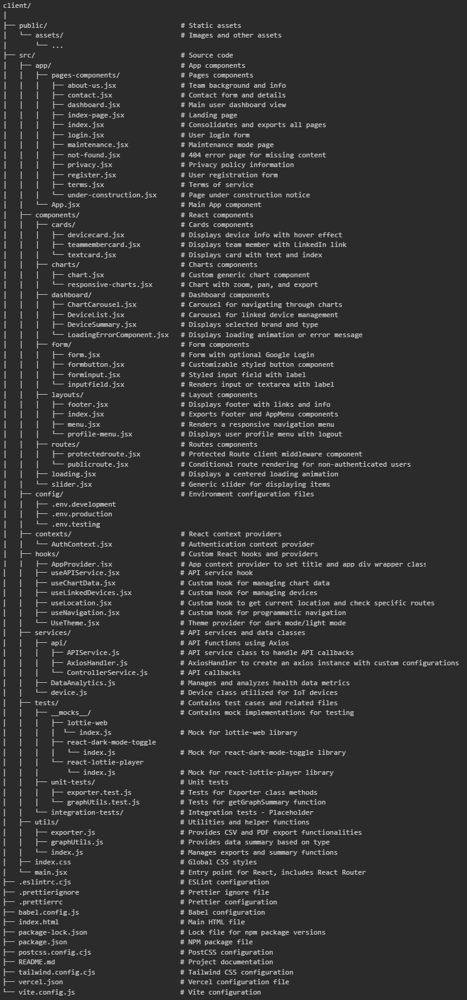 client/
│
├── public/                                 # Static assets
│   └── assets/                             # Images and other assets
│       └── ...
├── src/                                    # Source code
│   ├── app/                                # App components
│   │   ├── pages-components/               # Pages components
│   │   │   ├── about-us.jsx                # Team background and info
│   │   │   ├── contact.jsx                 # Contact form and details
│   │   │   ├── dashboard.jsx               # Main user dashboard view
│   │   │   ├── index-page.jsx              # Landing page
│   │   │   ├── index.jsx                   # Consolidates and exports all pages
│   │   │   ├── login.jsx                   # User login form
│   │   │   ├── maintenance.jsx             # Maintenance mode page
│   │   │   ├── not-found.jsx               # 404 error page for missing content
│   │   │   ├── privacy.jsx                 # Privacy policy information
│   │   │   ├── register.jsx                # User registration form
│   │   │   ├── terms.jsx                   # Terms of service
│   │   │   └── under-construction.jsx      # Page under construction notice
│   │   └── App.jsx                         # Main App component
│   ├── components/                         # React components
│   │   ├── cards/                          # Cards components
│   │   │   ├── devicecard.jsx              # Displays device info with hover effect
│   │   │   ├── teammembercard.jsx          # Displays team member with LinkedIn link
│   │   │   └── textcard.jsx                # Displays card with text and index
│   │   ├── charts/                         # Charts components
│   │   │   ├── chart.jsx                   # Custom generic chart component
│   │   │   └── responsive-charts.jsx       # Chart with zoom, pan, and export
│   │   ├── dashboard/                      # Dashboard components
│   │   │   ├── ChartCarousel.jsx           # Carousel for navigating through charts
│   │   │   ├── DeviceList.jsx              # Carousel for linked device management
│   │   │   ├── DeviceSummary.jsx           # Displays selected brand and type
│   │   │   └── LoadingErrorComponent.jsx   # Displays loading animation or error message
│   │   ├── form/                           # Form components
│   │   │   ├── form.jsx                    # Form with optional Google Login
│   │   │   ├── formbutton.jsx              # Customizable styled button component
│   │   │   ├── forminput.jsx               # Styled input field with label
│   │   │   └── inputfield.jsx              # Renders input or textarea with label
│   │   ├── layouts/                        # Layout components
│   │   │   ├── footer.jsx                  # Displays footer with links and info
│   │   │   ├── index.jsx                   # Exports Footer and AppMenu components
│   │   │   ├── menu.jsx                    # Renders a responsive navigation menu
│   │   │   └── profile-menu.jsx            # Displays user profile menu with logout
│   │   ├── routes/                         # Routes components
│   │   │   ├── protectedroute.jsx          # Protected Route client middleware component
│   │   │   └── publicroute.jsx             # Conditional route rendering for non-authenticated users
│   │   ├── loading.jsx                     # Displays a centered loading animation
│   │   └── slider.jsx                      # Generic slider for displaying items
│   ├── config/                             # Environment configuration files
│   │   ├── .env.development
│   │   ├── .env.production
│   │   └── .env.testing
│   ├── contexts/                           # React context providers
│   │   └── AuthContext.jsx                 # Authentication context provider
│   ├── hooks/                              # Custom React hooks and providers
│   │   ├── AppProvider.jsx                 # App context provider to set title and app div wrapper class
│   │   ├── useAPIService.jsx               # API service hook
│   │   ├── useChartData.jsx                # Custom hook for managing chart data
│   │   ├── useLinkedDevices.jsx            # Custom hook for managing devices
│   │   ├── useLocation.jsx                 # Custom hook to get current location and check specific routes
│   │   ├── useNavigation.jsx               # Custom hook for programmatic navigation
│   │   └── UseTheme.jsx                    # Theme provider for dark mode/light mode
│   ├── services/                           # API services and data classes
│   │   ├── api/                            # API functions using Axios
│   │   │   ├── APIService.js               # API service class to handle API callbacks
│   │   │   ├── AxiosHandler.js             # AxiosHandler to create an axios instance with custom configurations
│   │   │   └── ControllerService.js        # API callbacks
│   │   ├── DataAnalytics.js                # Manages and analyzes health data metrics
│   │   └── device.js                       # Device class utilized for IoT devices
│   ├── tests/                              # Contains test cases and related files
│   │   ├── __mocks__/                      # Contains mock implementations for testing
│   │   │   ├── lottie-web
│   │   │   │  └── index.js                 # Mock for lottie-web library
│   │   │   ├── react-dark-mode-toggle
│   │   │   │   └── index.js                # Mock for react-dark-mode-toggle library
│   │   │   └── react-lottie-player
│   │   │       └── index.js                # Mock for react-lottie-player library
│   │   ├── unit-tests/                     # Unit tests
│   │   │   ├── exporter.test.js            # Tests for Exporter class methods
│   │   │   └── graphUtils.test.js          # Tests for getGraphSummary function
│   │   └── integration-tests/              # Integration tests - Placeholder
│   ├── utils/                              # Utilities and helper functions
│   │   ├── exporter.js                     # Provides CSV and PDF export functionalities
│   │   ├── graphUtils.js                   # Provides data summary based on type
│   │   └── index.js                        # Manages exports and summary functions
│   ├── index.css                           # Global CSS styles
│   └── main.jsx                            # Entry point for React, includes React Router
├── .eslintrc.cjs                           # ESLint configuration
├── .prettierignore                         # Prettier ignore file
├── .prettierrc                             # Prettier configuration
├── babel.config.js                         # Babel configuration
├── index.html                              # Main HTML file
├── package-lock.json                       # Lock file for npm package versions
├── package.json                            # NPM package file
├── postcss.config.cjs                      # PostCSS configuration
├── README.md                               # Project documentation
├── tailwind.config.cjs                     # Tailwind CSS configuration
├── vercel.json                             # Vercel configuration file
└── vite.config.js                          # Vite configuration